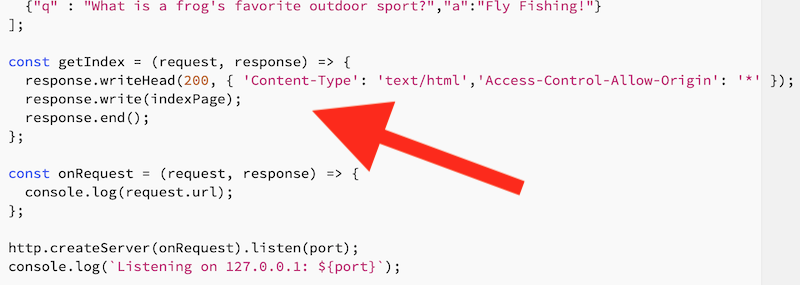 {"q" : "What is a frog's favorite outdoor sport?","a":"Fly Fishing!"}
];
const getIndex = (request, response) => {
response.writeHead(200, { 'Content-Type': 'text/html','Access-Control-Allow-Origin': '*' });
response.write(indexPage);
response.end();
};
const onRequest = (request, response) => {
console.log(request.url);
};
http.createServer(onRequest).listen(port);
console.log(`Listening on 127.0.0.1: ${port}`);